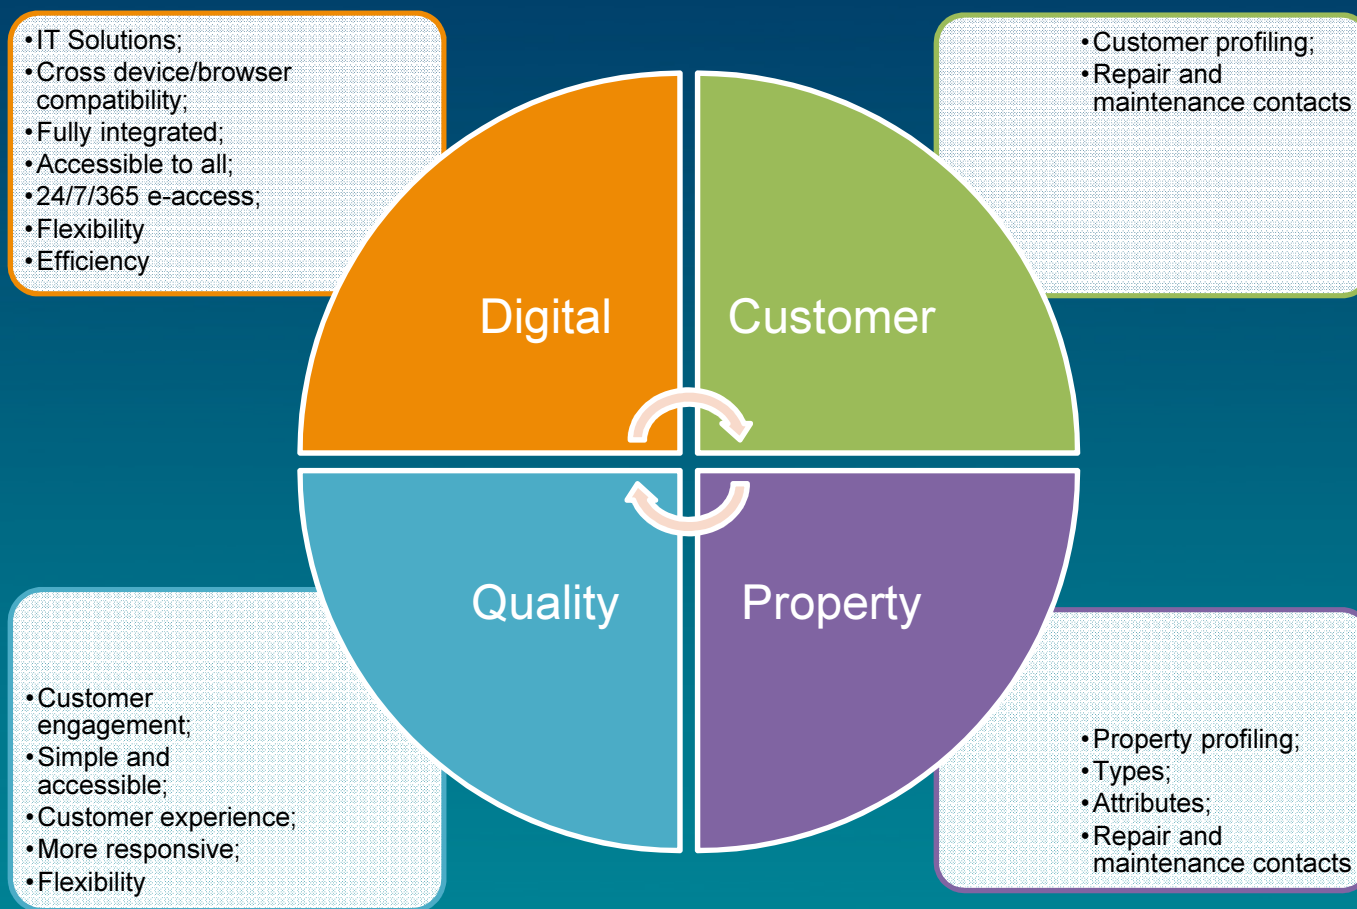 •IT Solutions;
•Cross device/browser
compatibility;
•Fully integrated;
•Accessible to all;
•24/7/365 e-access;
•Flexibility
•Efficiency
•Customer profiling;
•Repair and
maintenance contacts
Digital
Customer
Quality
Property
•Customer
engagement;
•Simple and
accessible;
•Customer experience;
•More responsive;
•Flexibility
•Property profiling;
•Types;
•Attributes;
•Repair and
maintenance contacts